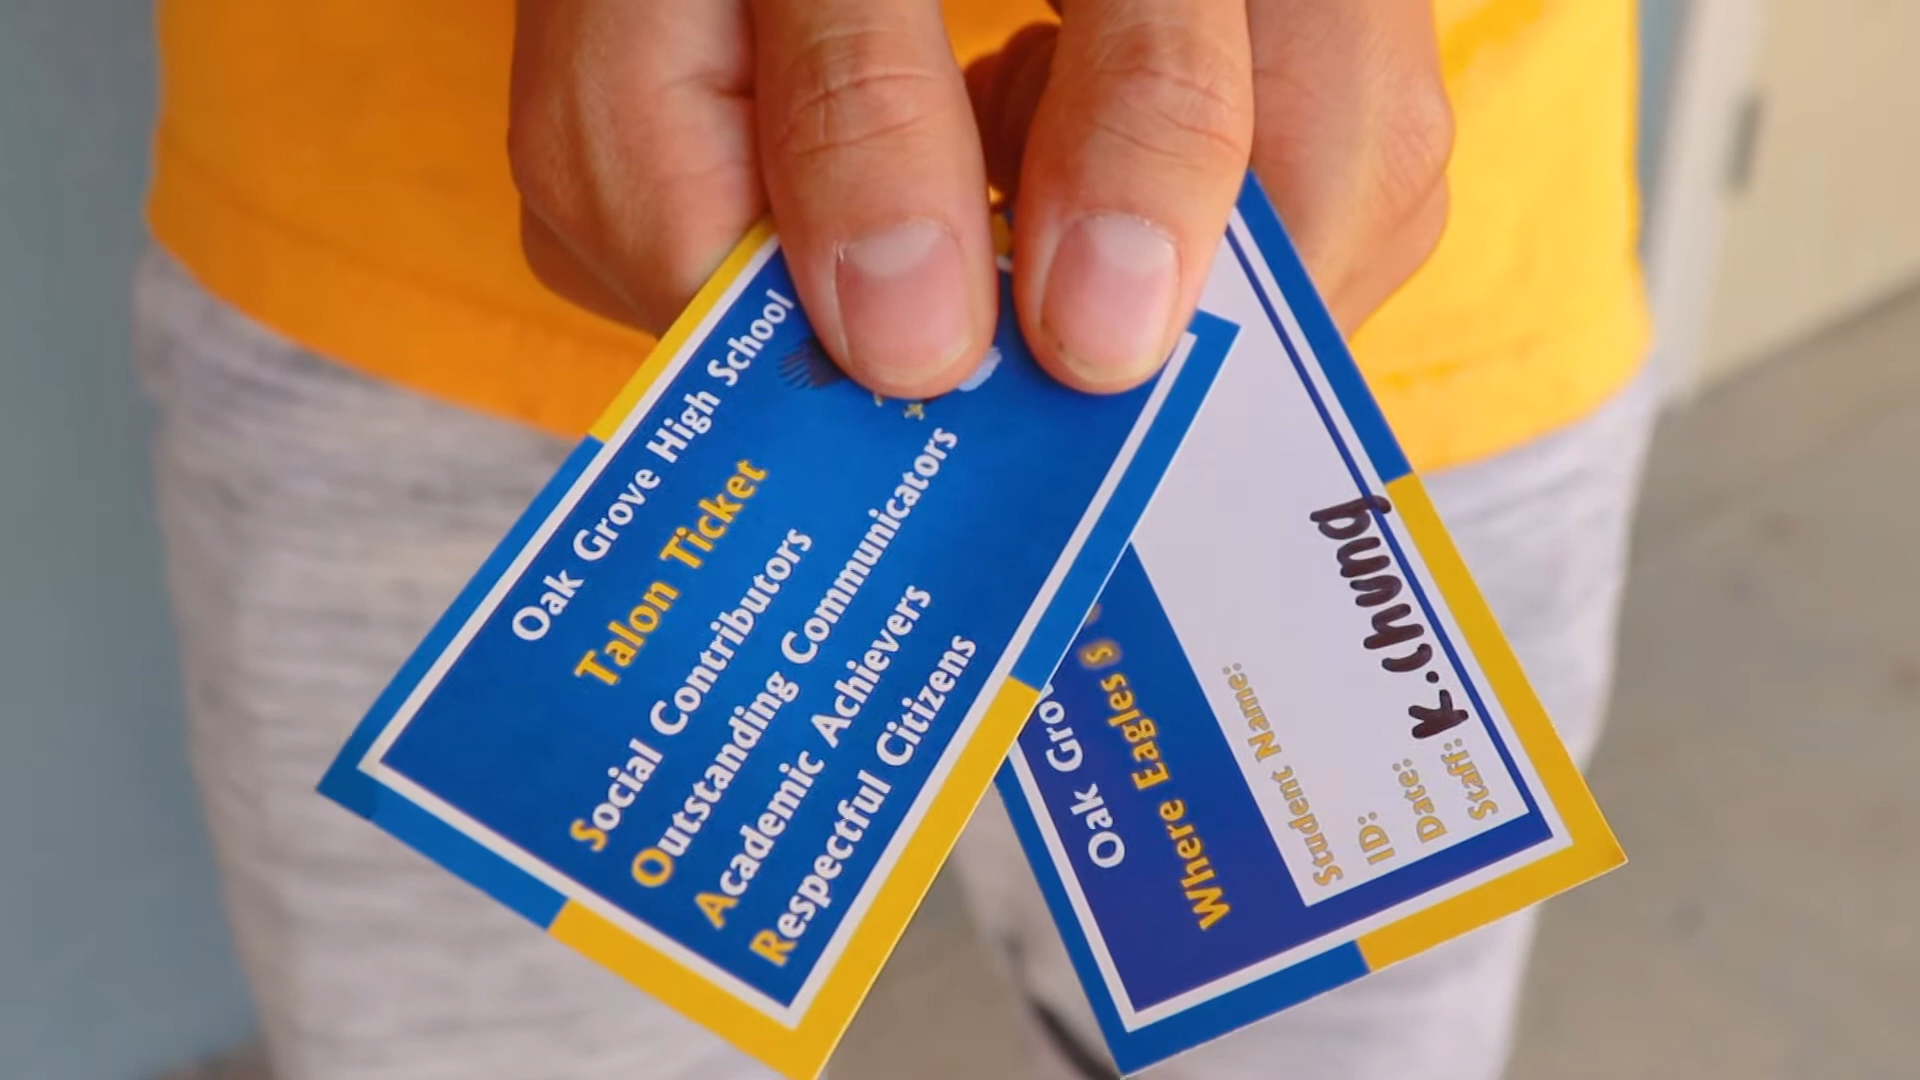 Oak Grove High School
Talon Ticket
Social Contributors
Outstanding Communicators
Academic Achievers
Respectful Citizens
Oak Gro
Where Eagles S
Student Name:
ID:
Date:
Staff: K. Chung